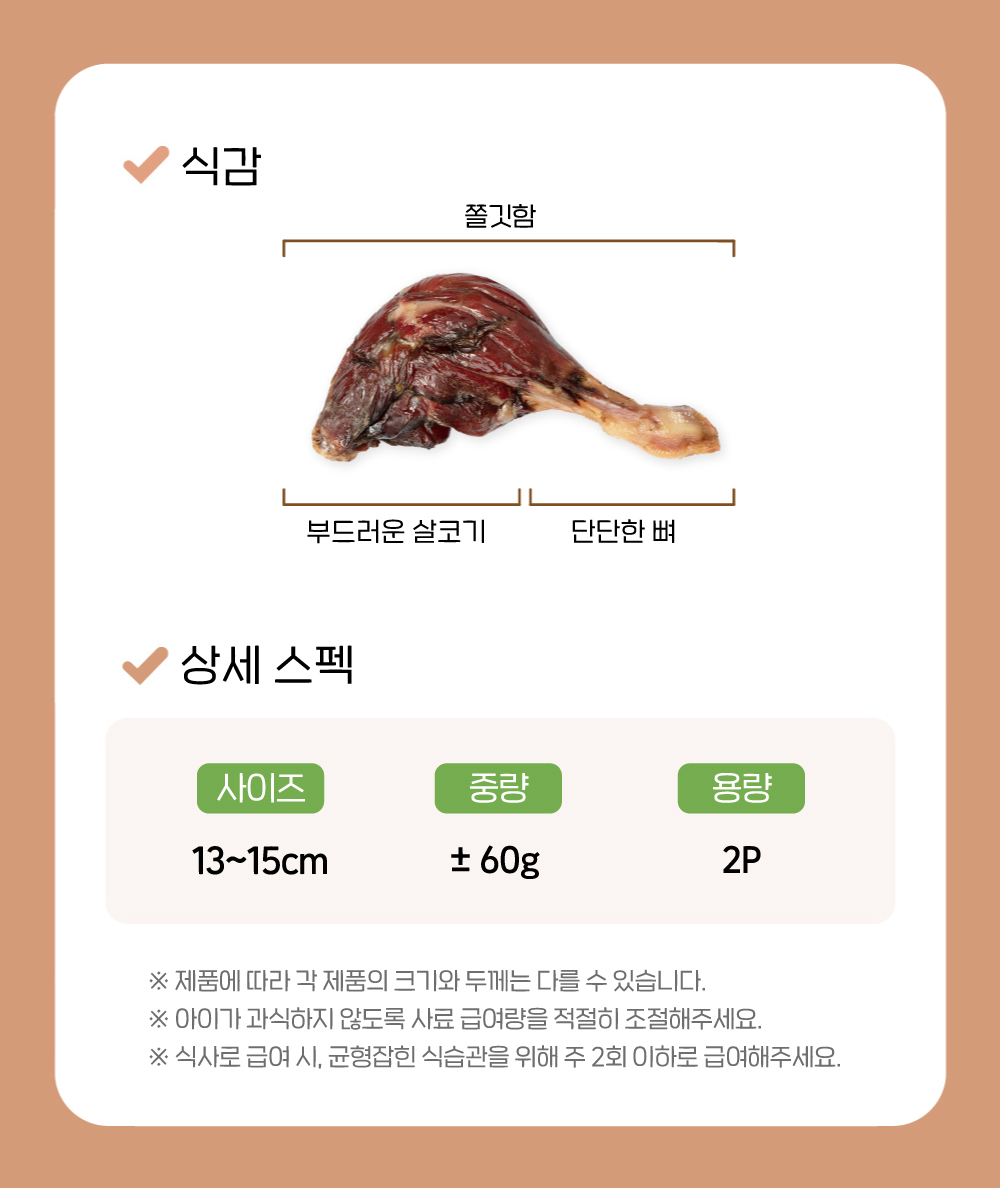 식감
쫄깃함
부드러운 살코기
단단한 뼈
상세 스펙
사이즈
중량
용량
13~15cm
± 60g
2P
※ 제품에 따라 각 제품의 크기와 두께는 다를 수 있습니다.
※ 아이가 과식하지 않도록 사료 급여량을 적절히 조절해주세요.
※ 식사로 급여 시, 균형잡힌 식습관을 위해 주 2회 이하로 급여해주세요.